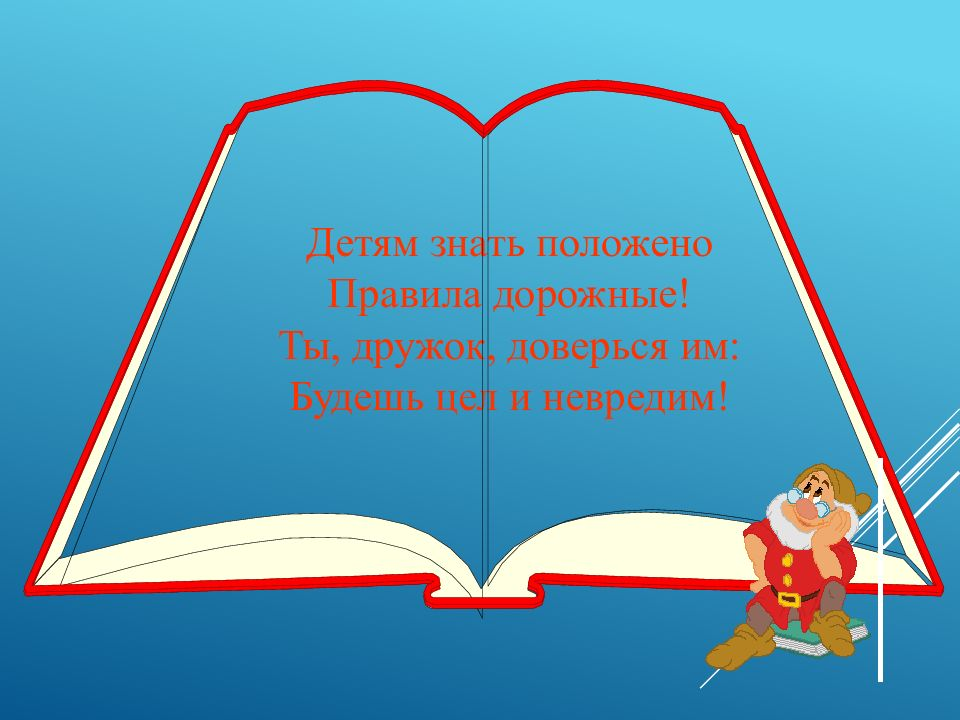 Детям знать положено
Правила дорожные!
Ты, дружок, доверься им:
Будешь цел и невредим!